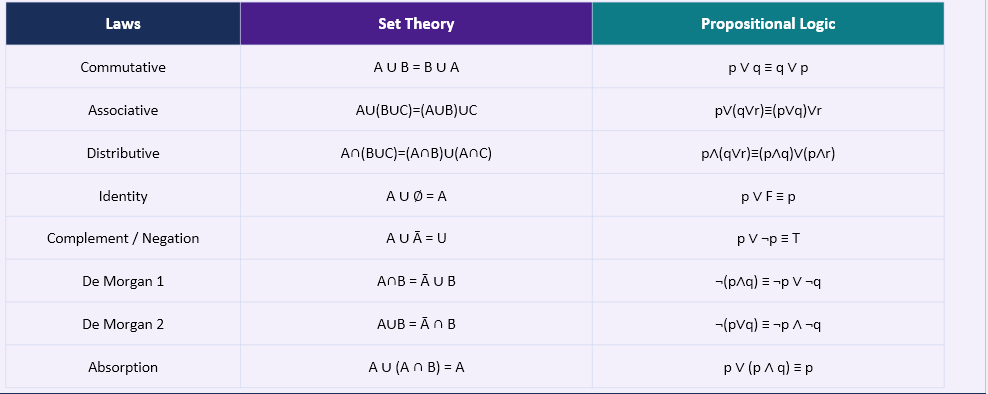 Laws Set Theory Propositional Logic
Commutative A ∪ B = B ∪ A p ∨ q ≡ q ∨ p
Associative A∪(B∪C)=(A∪B)∪C p∨(q∨r)≡(p∨q)∨r
Distributive A∩(B∪C)=(A∩B)∪(A∩C) p∧(q∨r)≡(p∧q)∨(p∧r)
Identity A ∪ Ø = A p ∨ F ≡ p
Complement / Negation A ∪ Ā = U p ∨ ¬p ≡ T
De Morgan 1 A∩B = Ā ∪ B ¬(p∧q) ≡ ¬p ∨ ¬q
De Morgan 2 A∪B = Ā ∩ B ¬(p∨q) ≡ ¬p ∧ ¬q
Absorption A ∪ (A ∩ B) = A p ∨ (p ∧ q) ≡ p